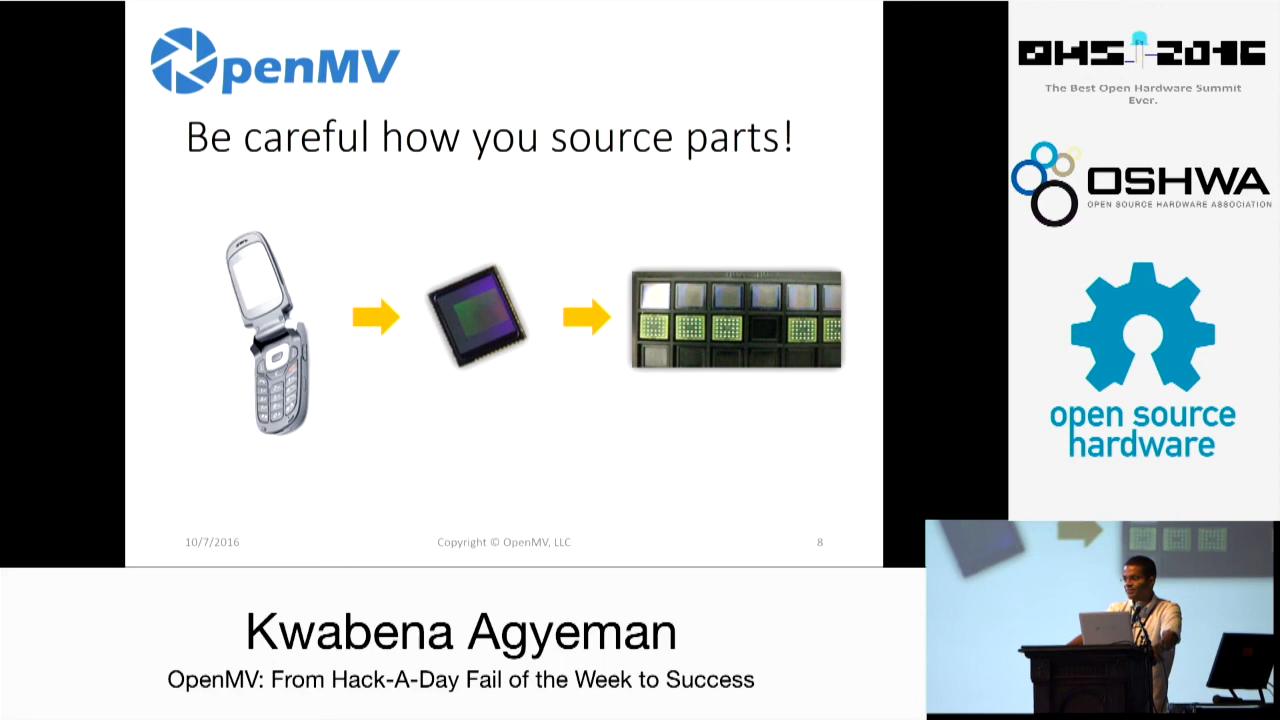 OpenMV
Be careful how you source parts!
10/7/2016
Copyright © OpenMV, LLC
8
OHS 2016
The Best Open Hardware Summit
Ever.
OSHWA
OPEN SOURCE HARDWARE ASSOCIATION
open source
hardware
Kwabena Agyeman
OpenMV: From Hack-A-Day Fail of the Week to Success